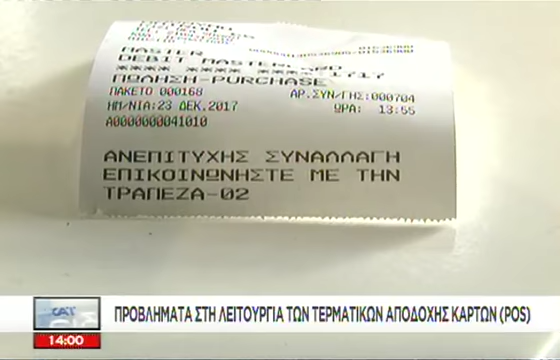 MASTER
DEBIT MASTERCARD
**** **** **** 1717
ΠΩΛΗΣΗ-PURCHASE
ΠΑΚΕΤΟ 000168 ΑΡ.ΣΥΝ/ΓΗΣ:000704
ΗΜ/ΝΙΑ:23 ΔΕΚ.2017 ΩΡΑ: 13:55
A0000000041010
ΑΝΕΠΙΤΥΧΗΣ ΣΥΝΑΛΛΑΓΗ
ΕΠΙΚΟΙΝΩΝΗΣΤΕ ΜΕ ΤΗΝ
ΤΡΑΠΕΖΑ-02
ΠΡΟΒΛΗΜΑΤΑ ΣΤΗ ΛΕΙΤΟΥΡΓΙΑ ΤΩΝ ΤΕΡΜΑΤΙΚΩΝ ΑΠΟΔΟΧΗΣ ΚΑΡΤΩΝ (POS)
14:00